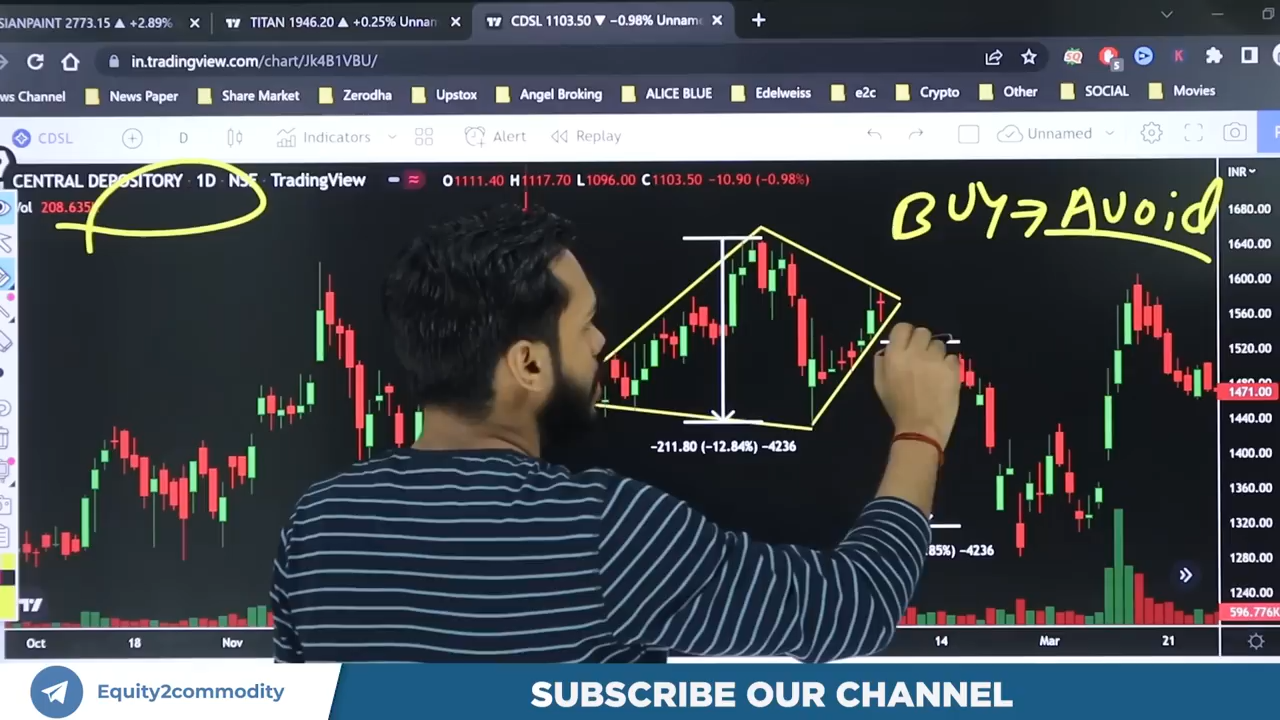 SIANPAINT 2773.15 ▲ +2.89%
TITAN 1946.20 ▲ +0.25% Unnam
CDSL 1103.50 ▼ −0.98% Unname
in.tradingview.com/chart/Jk4B1VBU/
ws Channel News Paper Share Market Zerodha Upstox Angel Broking ALICE BLUE Edelweiss e2c Crypto Other SOCIAL Movies
CDSL D Indicators Alert Replay Unnamed
CENTRAL DEPOSITORY · 1D · NSE · TradingView O1111.40 H1117.70 L1096.00 C1103.50 −10.90 (−0.98%)
INR
Vol 208.635
BUY ⇒ AVOID
1680.00
1640.00
1600.00
1560.00
1520.00
1480.00
1471.00
1440.00
1400.00
1360.00
1320.00
1280.00
1240.00
596.776K
−211.80 (−12.84%) −4236
.85%) −4236
Oct 18 Nov 14 Mar 21
Equity2commodity
SUBSCRIBE OUR CHANNEL